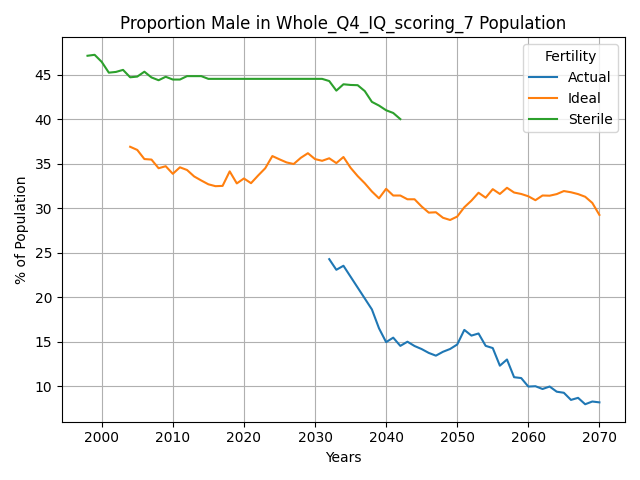 Proportion Male in Whole_Q4_IQ_scoring_7 Population
Fertility
Actual
Ideal
Sterile
% of Population
45
40
35
30
25
20
15
10
2000 2010 2020 2030 2040 2050 2060 2070
Years